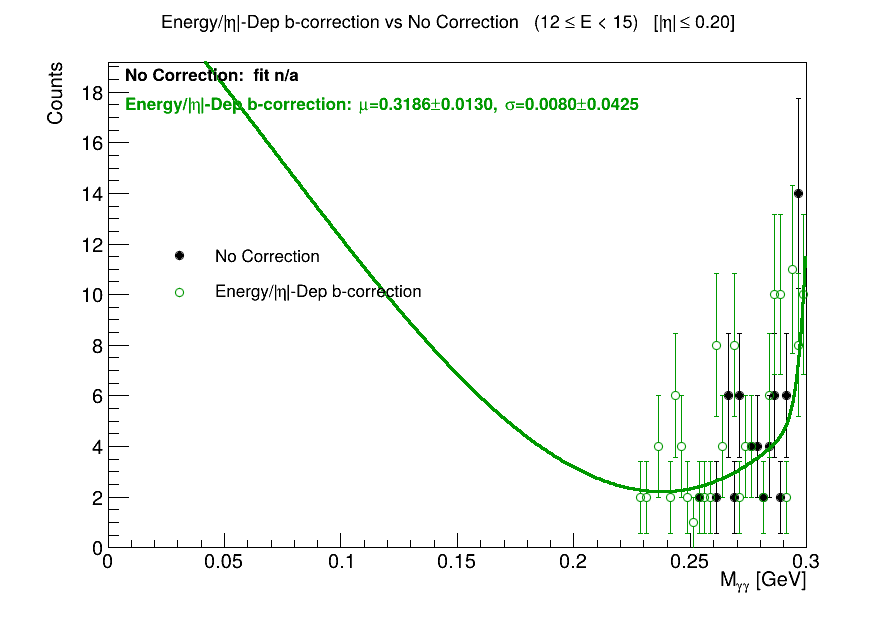 Energy/|η|-Dep b-correction vs No Correction (12 ≤ E < 15) [|η| ≤ 0.20]
Counts
No Correction: fit n/a
Energy/|η|-Dep b-correction: μ=0.3186±0.0130, σ=0.0080±0.0425
18
16
14
12
No Correction
10
Energy/|η|-Dep b-correction
8
6
4
2
0
0 0.05 0.1 0.15 0.2 0.25 0.3
Mγγ [GeV]